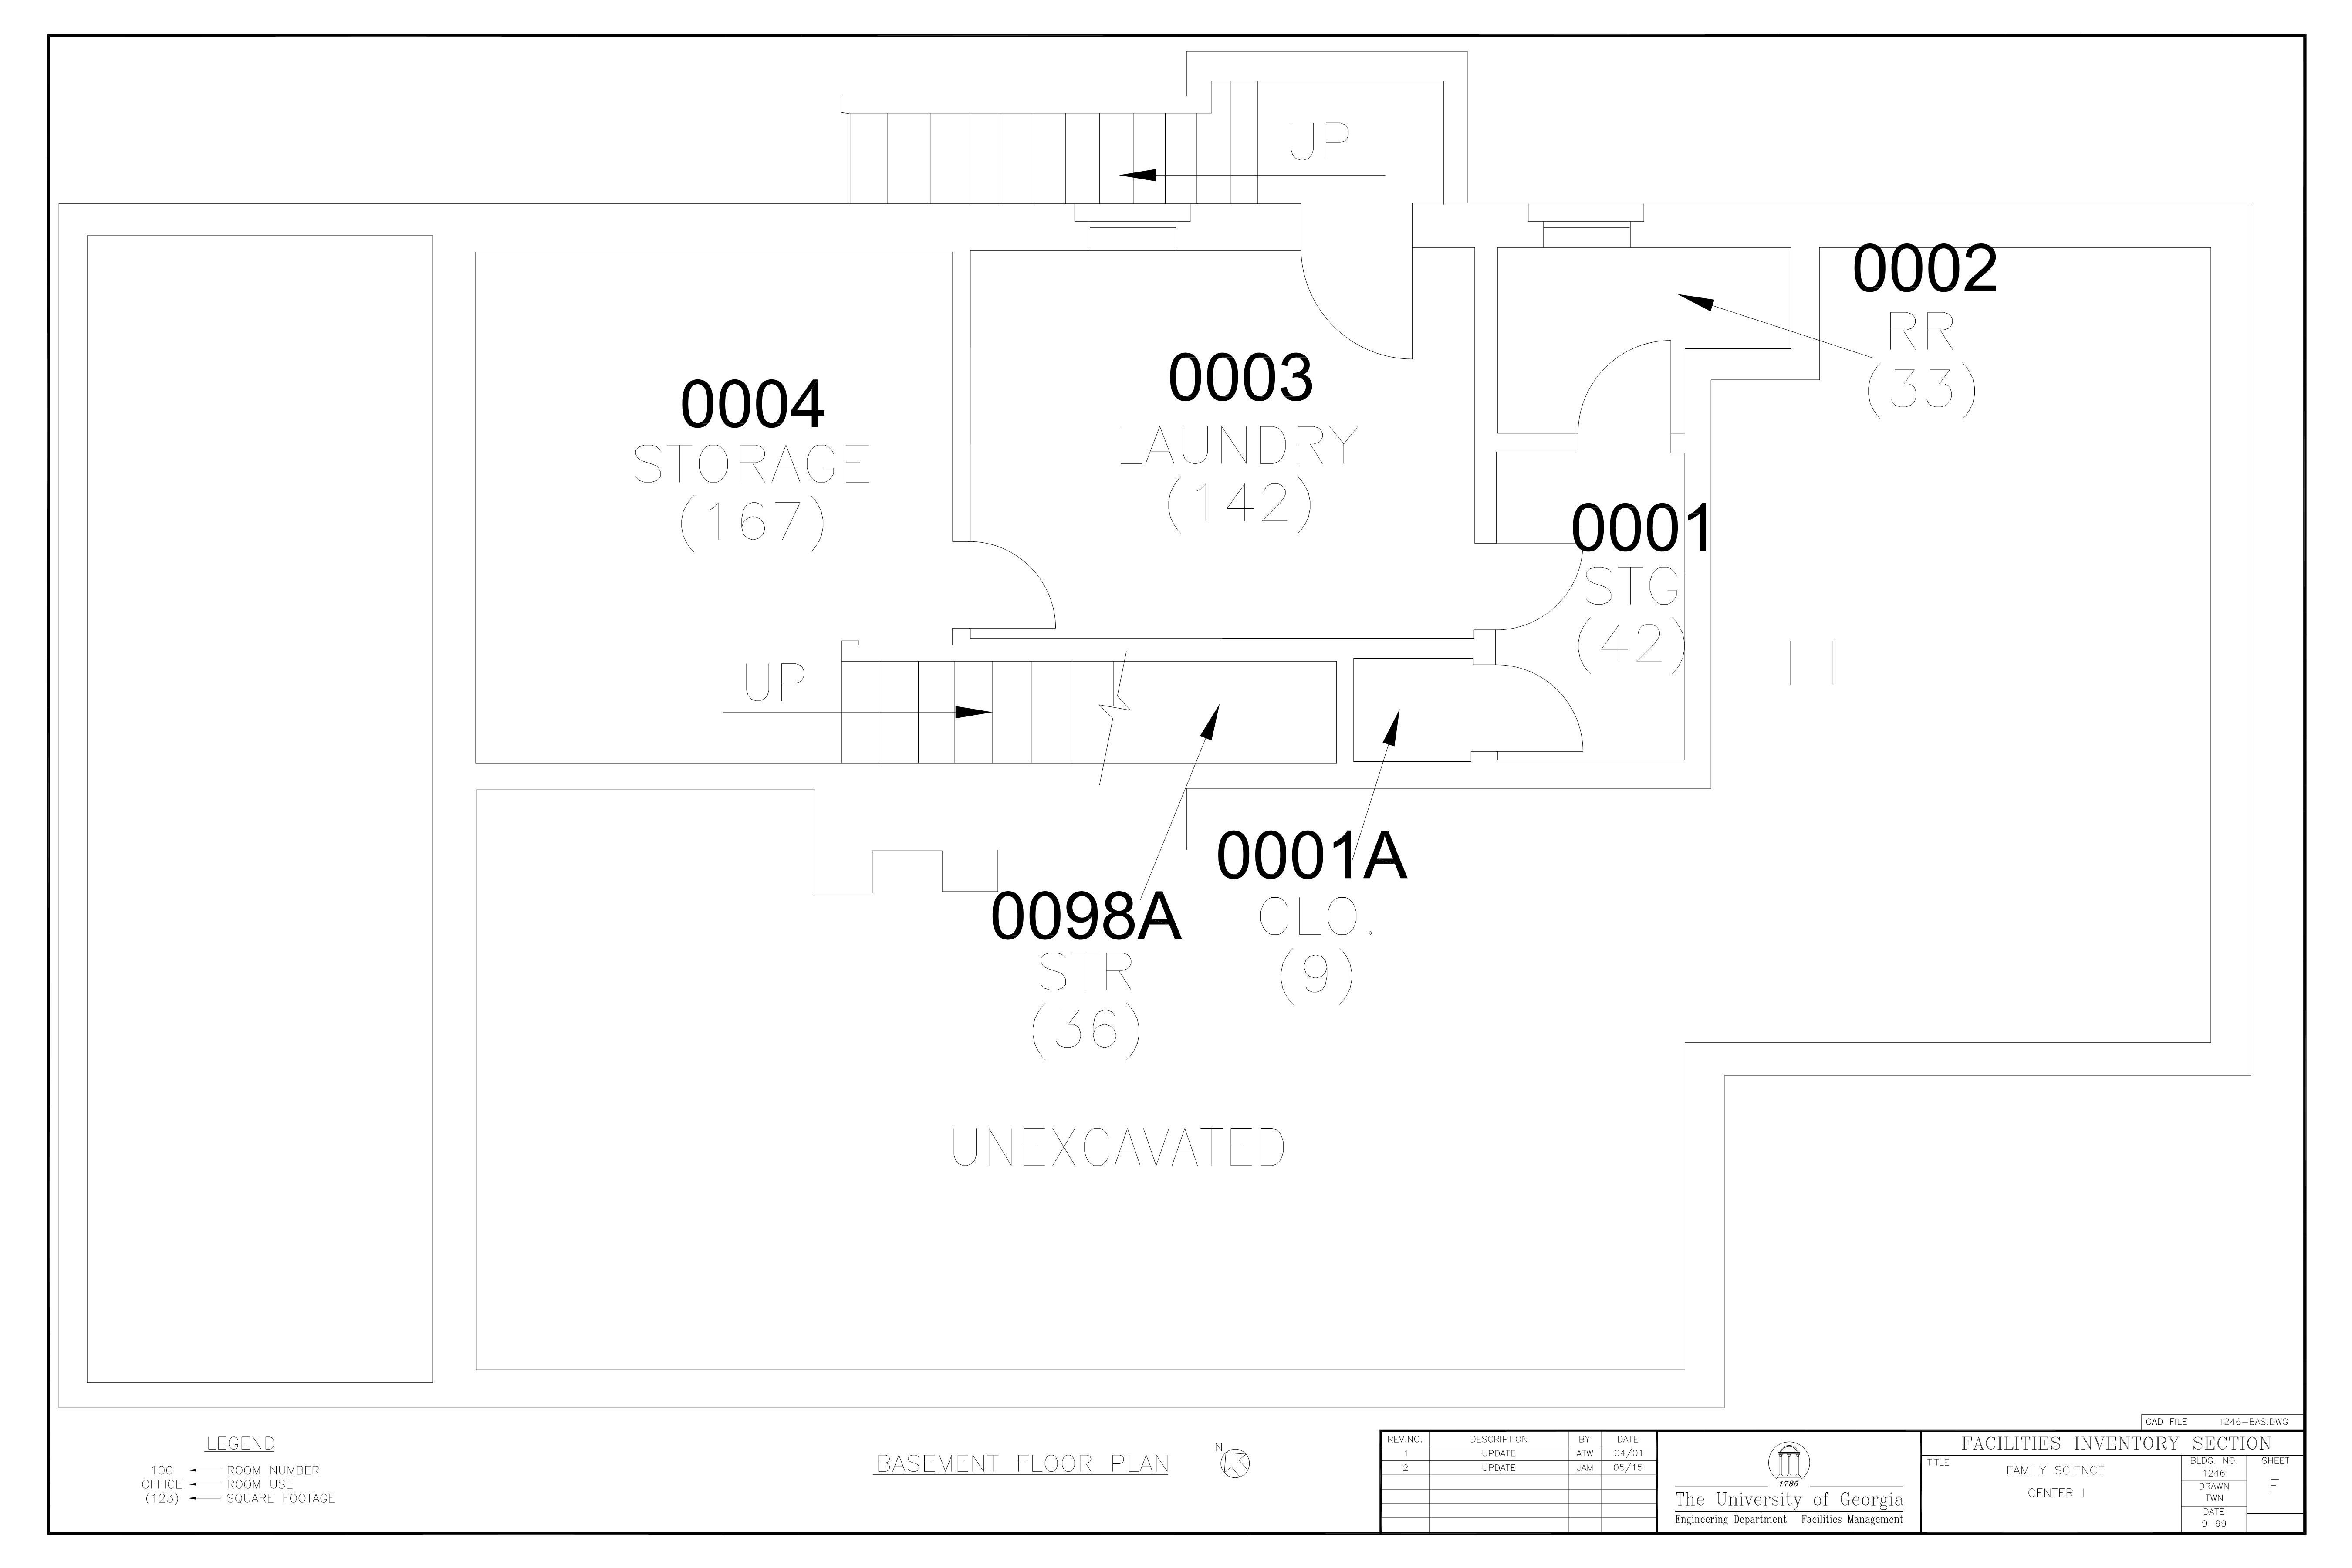 UP
0002
RR
(33)
0003
LAUNDRY
(142)
0004
STORAGE
(167)
0001
STG
(42)
UP
0001A
CLO.
(9)
0098A
STR
(36)
UNEXCAVATED
LEGEND
100 ROOM NUMBER
OFFICE ROOM USE
(123) SQUARE FOOTAGE
BASEMENT FLOOR PLAN
N
REV.NO. DESCRIPTION BY DATE
1 UPDATE ATW 04/01
2 UPDATE JAM 05/15
1785
The University of Georgia
Engineering Department Facilities Management
CAD FILE 1246-BAS.DWG
FACILITIES INVENTORY SECTION
TITLE
FAMILY SCIENCE
CENTER I
BLDG. NO.
1246
DRAWN
TWN
DATE
9-99
SHEET
F